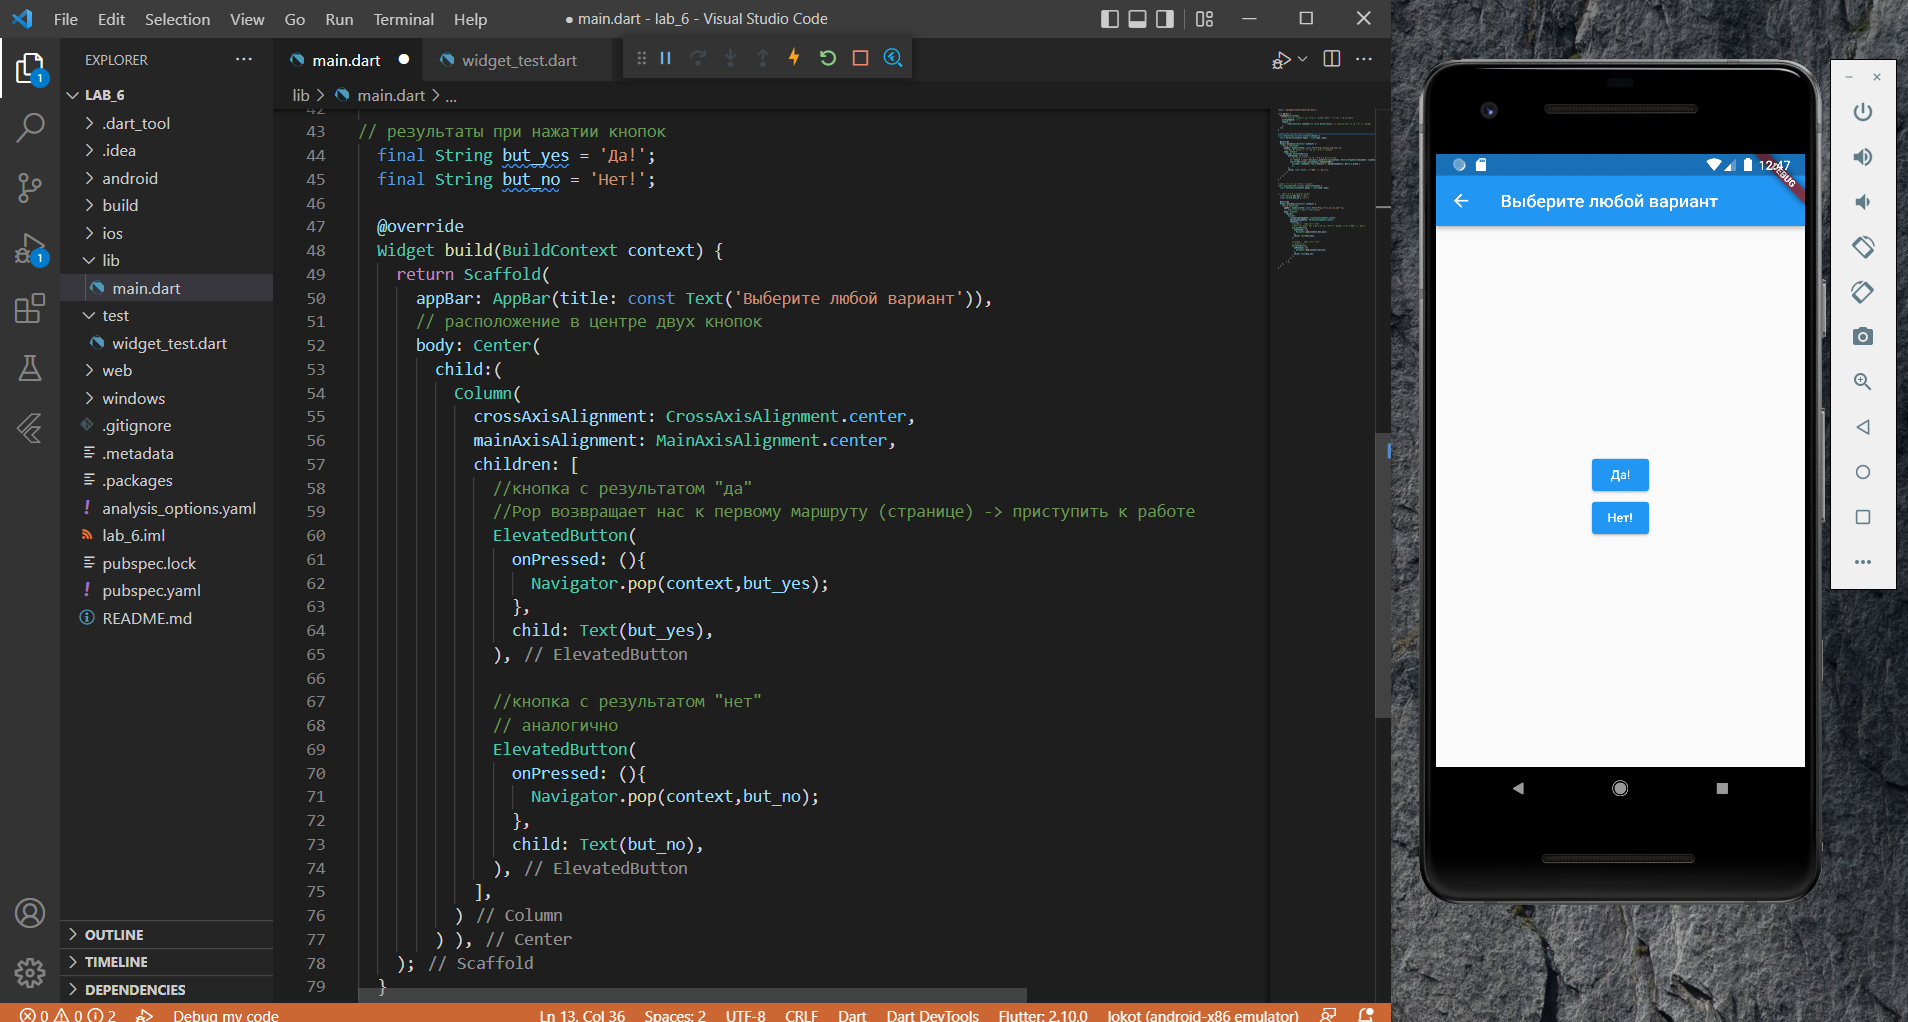 File Edit Selection View Go Run Terminal Help
● main.dart - lab_6 - Visual Studio Code
EXPLORER
LAB_6
.dart_tool
.idea
android
build
ios
lib
main.dart
test
widget_test.dart
web
windows
.gitignore
.metadata
.packages
analysis_options.yaml
lab_6.iml
pubspec.lock
pubspec.yaml
README.md
OUTLINE
TIMELINE
DEPENDENCIES
1
1
main.dart
widget_test.dart
lib > main.dart > ...
42
43 // результаты при нажатии кнопок
44 final String but_yes = 'Да!';
45 final String but_no = 'Нет!';
46
47 @override
48 Widget build(BuildContext context) {
49 return Scaffold(
50 appBar: AppBar(title: const Text('Выберите любой вариант')),
51 // расположение в центре двух кнопок
52 body: Center(
53 child:(
54 Column(
55 crossAxisAlignment: CrossAxisAlignment.center,
56 mainAxisAlignment: MainAxisAlignment.center,
57 children: [
58 //кнопка с результатом "да"
59 //Pop возвращает нас к первому маршруту (странице) -> приступить к работе
60 ElevatedButton(
61 onPressed: (){
62 Navigator.pop(context,but_yes);
63 },
64 child: Text(but_yes),
65 ), // ElevatedButton
66
67 //кнопка с результатом "нет"
68 // аналогично
69 ElevatedButton(
70 onPressed: (){
71 Navigator.pop(context,but_no);
72 },
73 child: Text(but_no),
74 ), // ElevatedButton
75 ],
76 ) // Column
77 ) ), // Center
78 ); // Scaffold
79 }
0 0 2 Debug my code
Ln 13, Col 36 Spaces: 2 UTF-8 CRLF Dart Dart DevTools Flutter: 2.10.0 lokot (android-x86 emulator)
12:47
DEBUG
Выберите любой вариант
Да!
Нет!